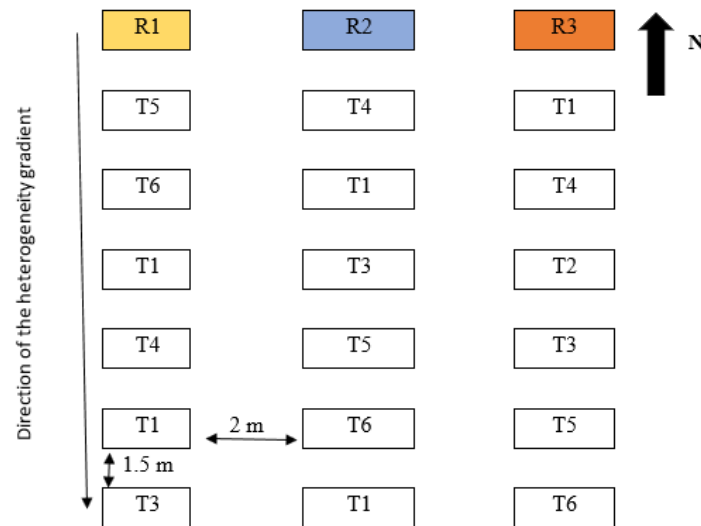 R1 R2 R3 N
T5 T4 T1
T6 T1 T4
T1 T3 T2
T4 T5 T3
T1 2 m T6 T5
1.5 m
T3 T1 T6
Direction of the heterogeneity gradient